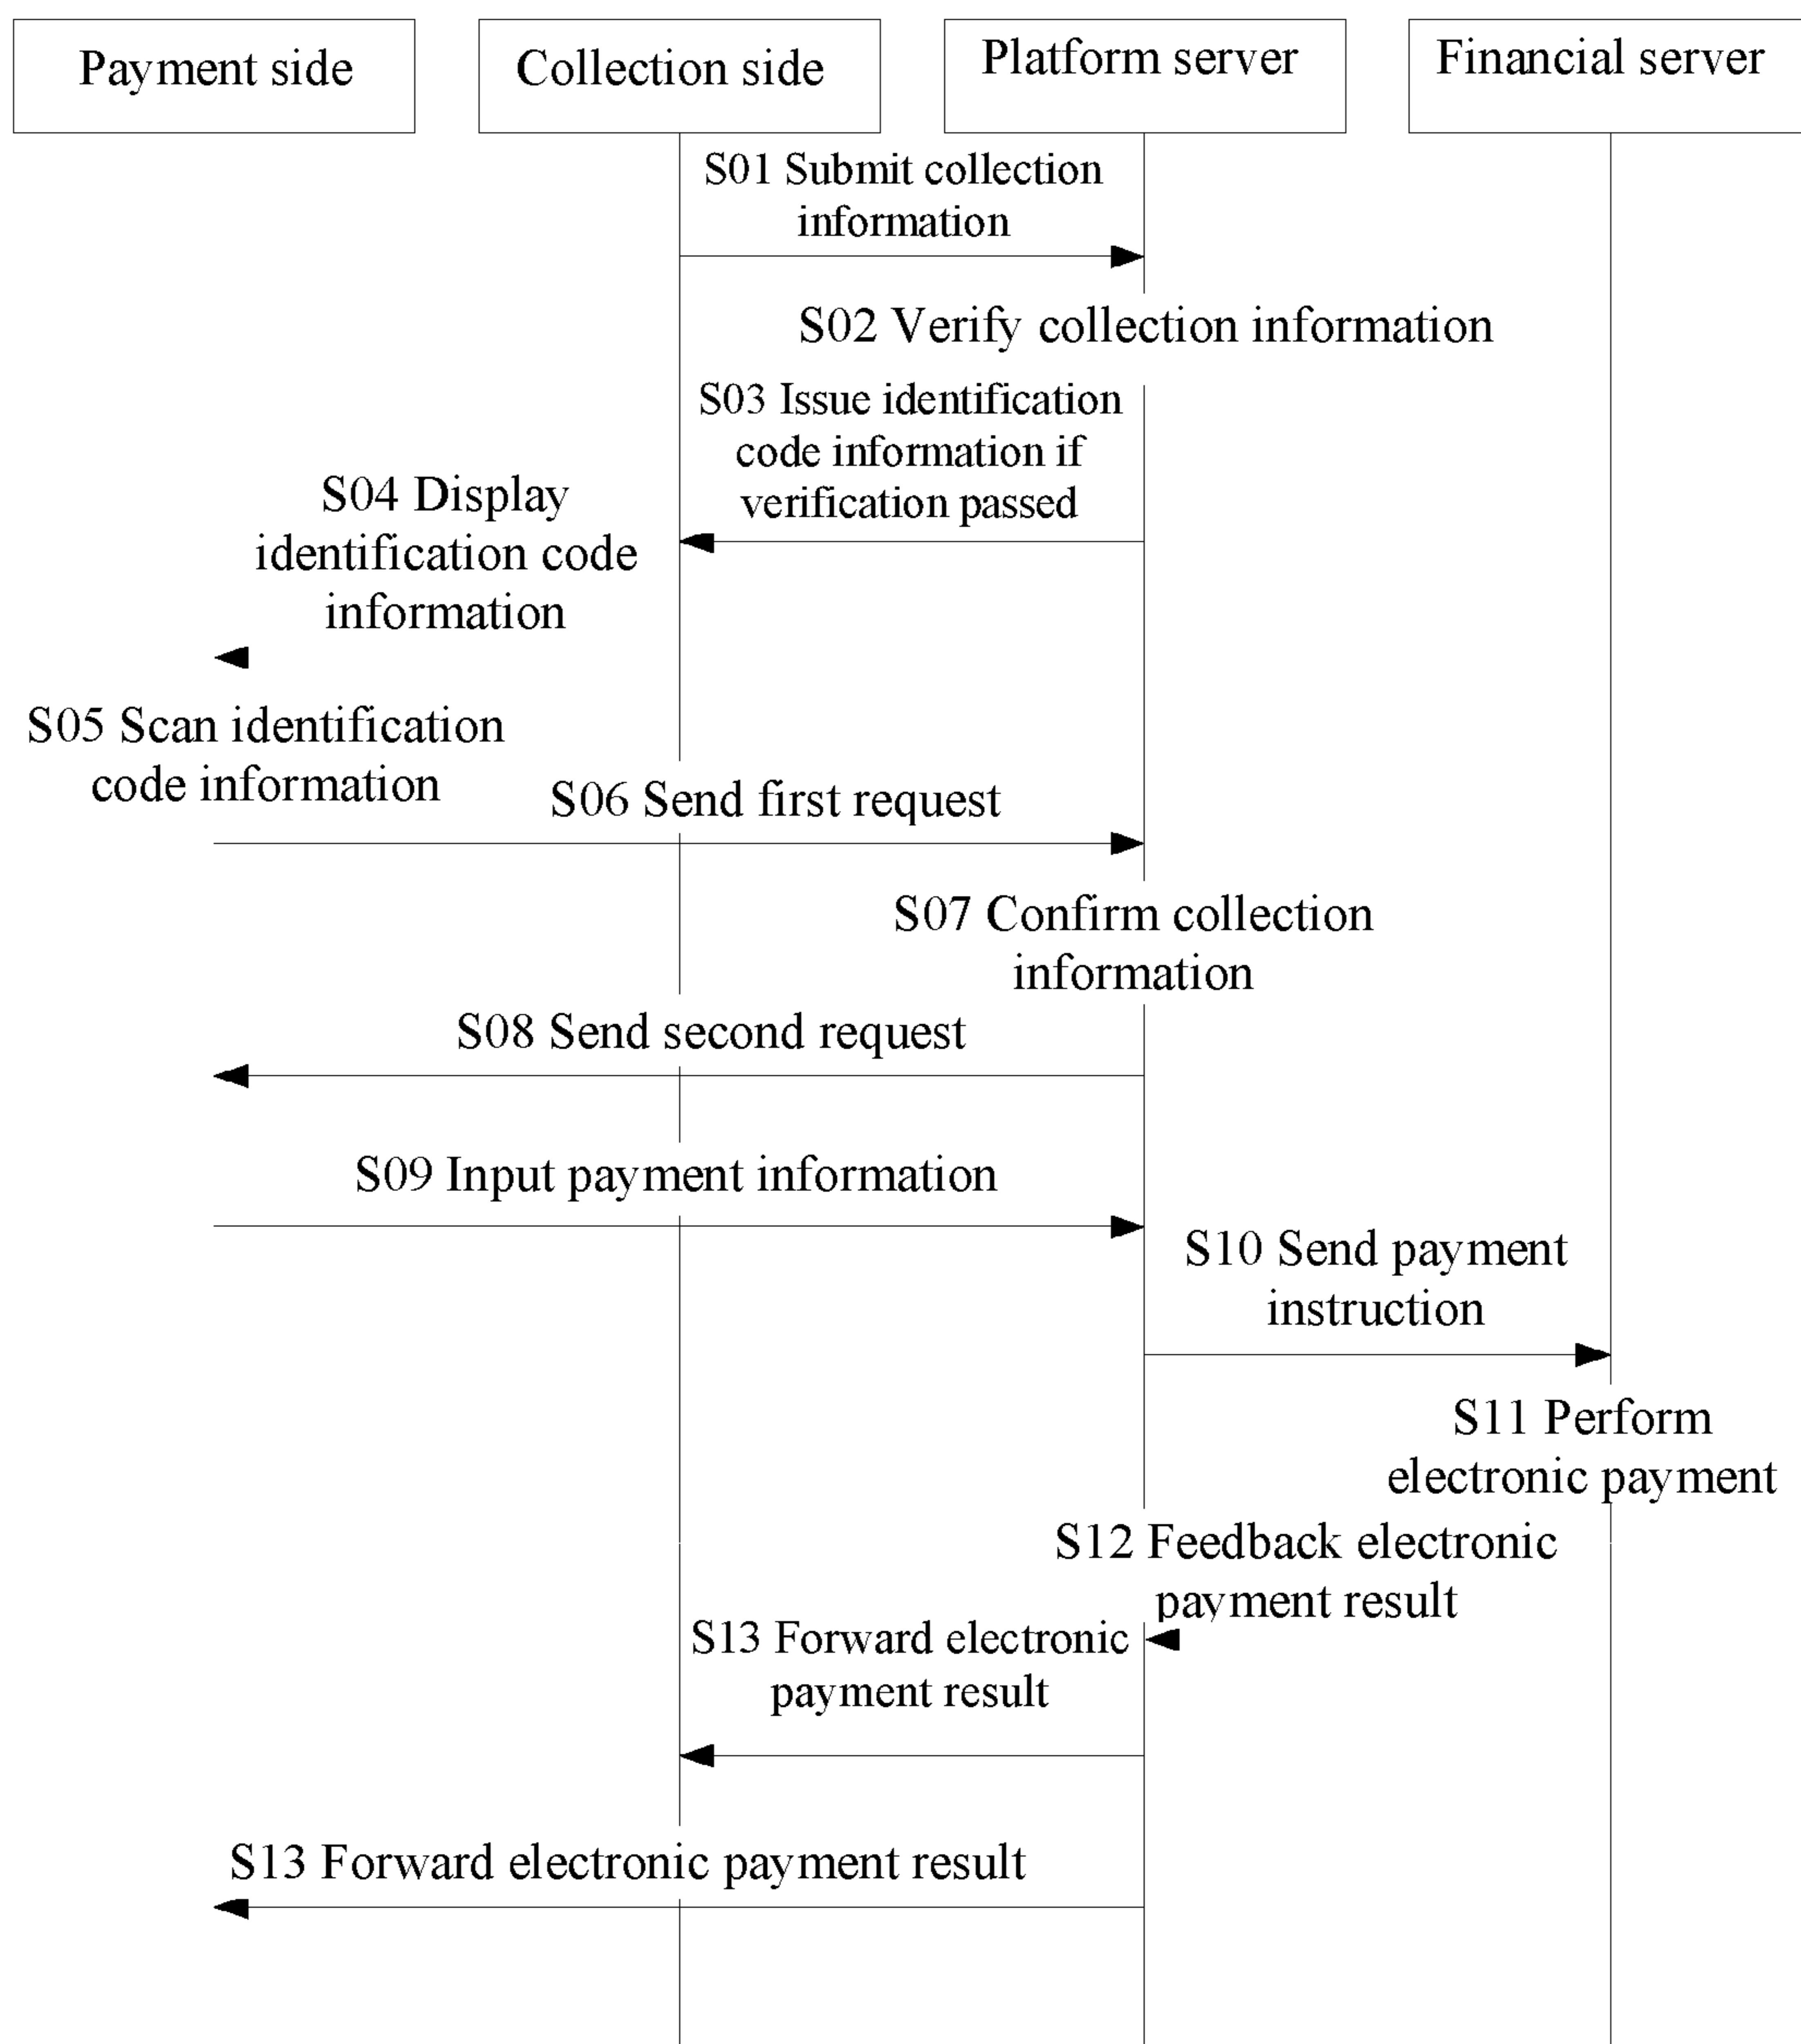 Payment side
Collection side
Platform server
Financial server
S01 Submit collection
information
S02 Verify collection information
S03 Issue identification
code information if
verification passed
S04 Display
identification code
information
S05 Scan identification
code information
S06 Send first request
S07 Confirm collection
information
S08 Send second request
S09 Input payment information
S10 Send payment
instruction
S11 Perform
electronic payment
S12 Feedback electronic
payment result
S13 Forward electronic
payment result
S13 Forward electronic payment result